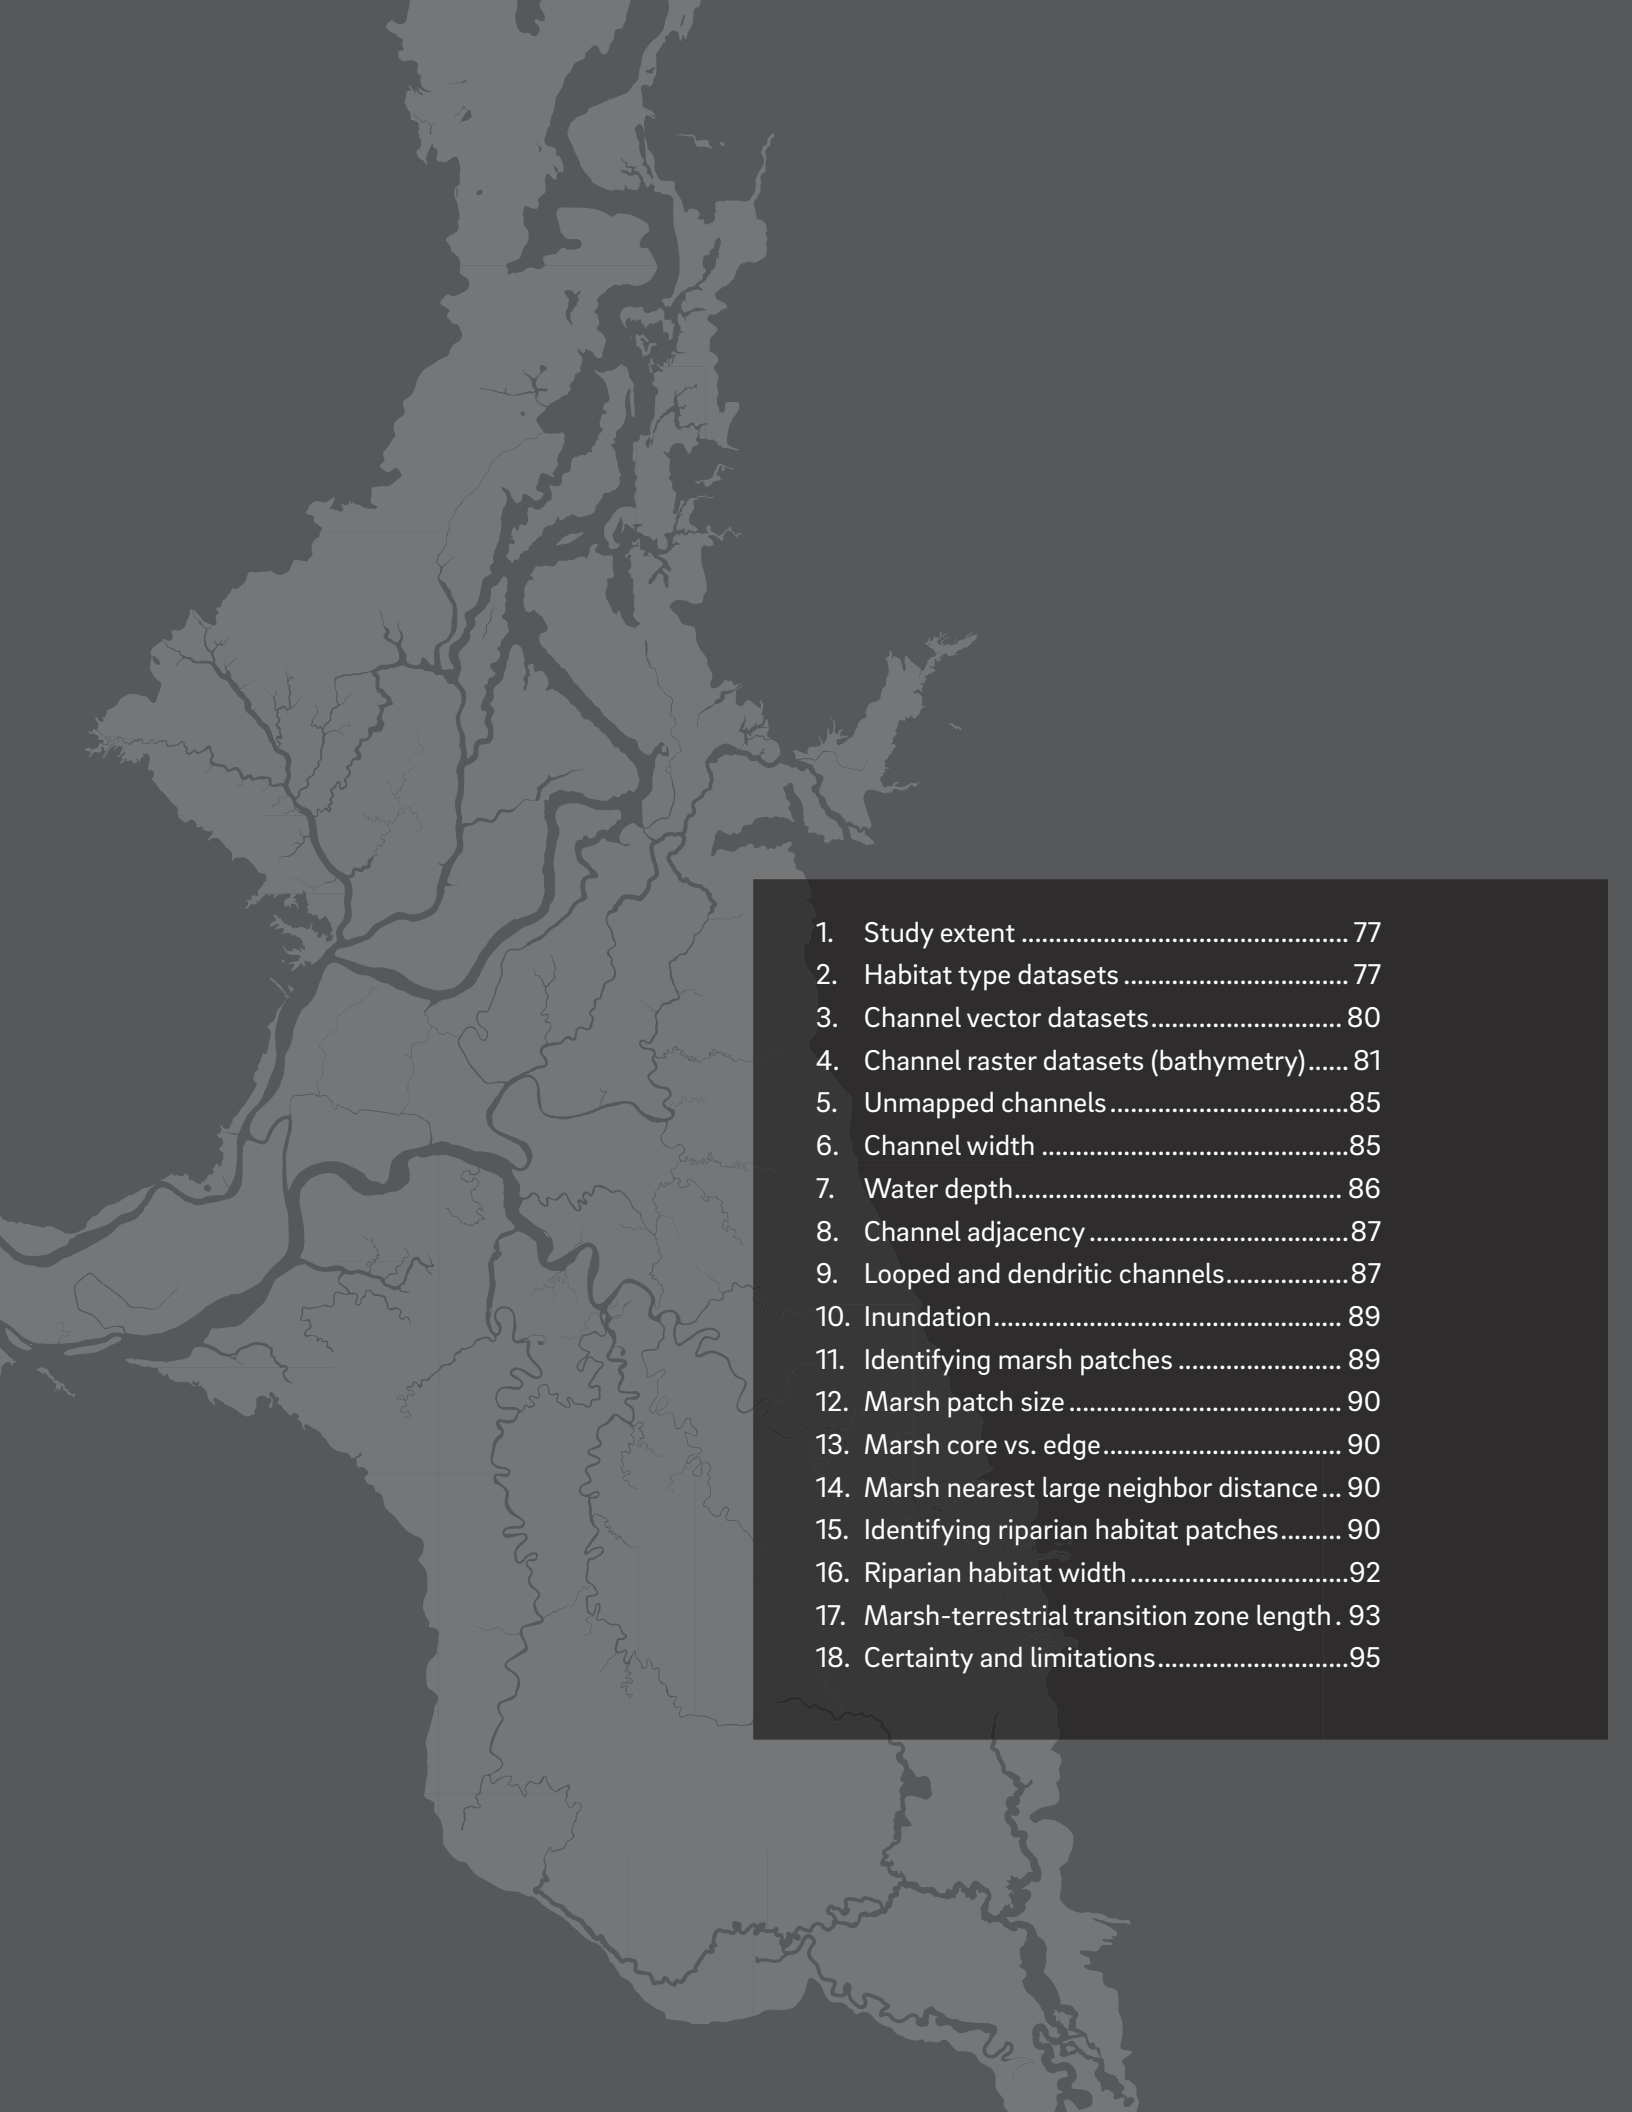 1. Study extent ................................................ 77
2. Habitat type datasets ................................. 77
3. Channel vector datasets............................ 80
4. Channel raster datasets (bathymetry)...... 81
5. Unmapped channels...................................85
6. Channel width .............................................85
7. Water depth................................................ 86
8. Channel adjacency ......................................87
9. Looped and dendritic channels..................87
10. Inundation................................................... 89
11. Identifying marsh patches ........................ 89
12. Marsh patch size ........................................ 90
13. Marsh core vs. edge................................... 90
14. Marsh nearest large neighbor distance... 90
15. Identifying riparian habitat patches......... 90
16. Riparian habitat width ................................92
17. Marsh-terrestrial transition zone length . 93
18. Certainty and limitations............................95